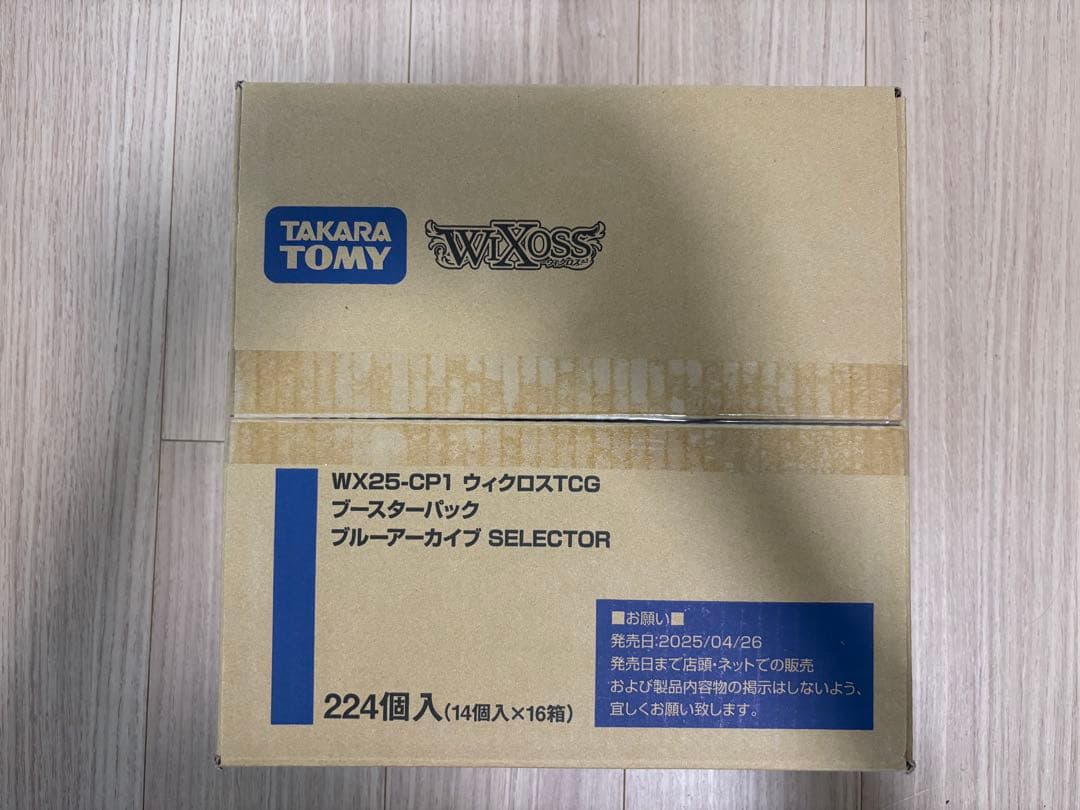 TAKARA
TOMY
WIXOSS
ウィクロス
WX25-CP1 ウィクロスTCG
ブースターパック
ブルーアーカイブ SELECTOR
224個入(14個入×16箱)
■お願い■
発売日:2025/04/26
発売日まで店頭・ネットでの販売
および製品内容物の掲示はしないよう、
宜しくお願い致します。